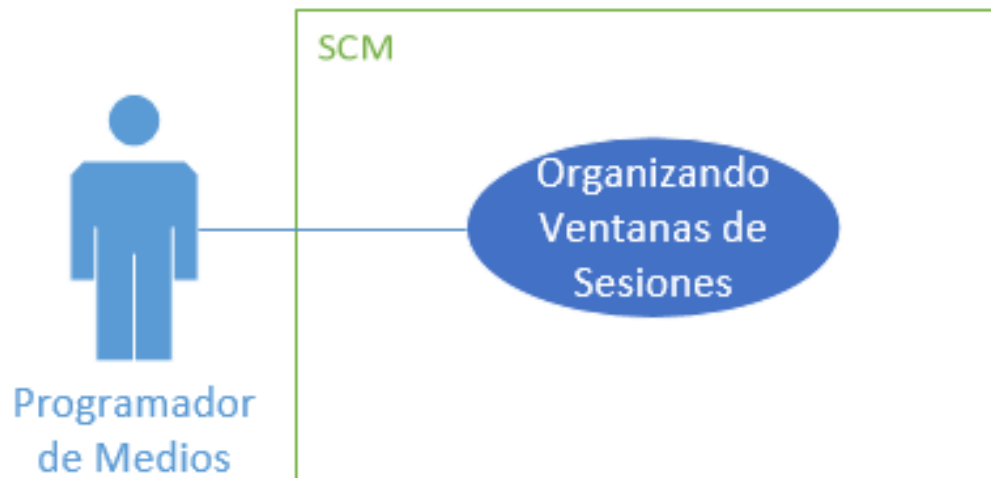 SCM
Organizando
Ventanas de
Sesiones
Programador
de Medios